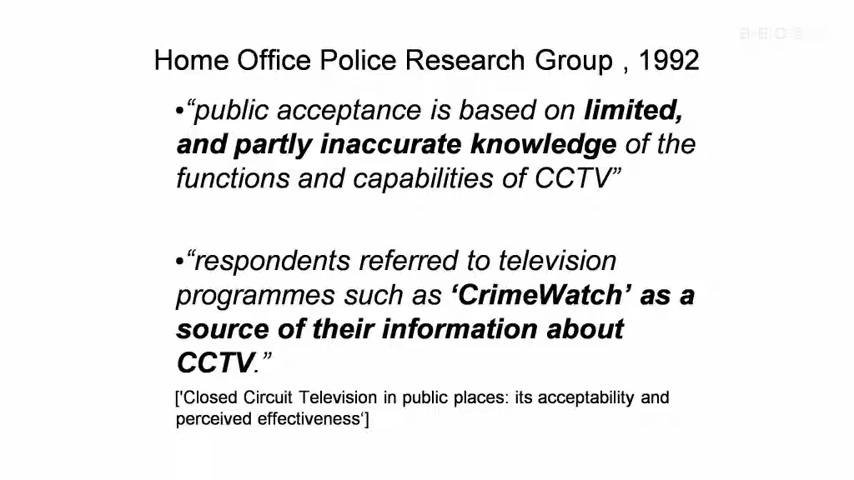 Home Office Police Research Group , 1992
•“public acceptance is based on limited,
and partly inaccurate knowledge of the
functions and capabilities of CCTV”
•“respondents referred to television
programmes such as ‘CrimeWatch’ as a
source of their information about
CCTV.”
['Closed Circuit Television in public places: its acceptability and
perceived effectiveness‘]